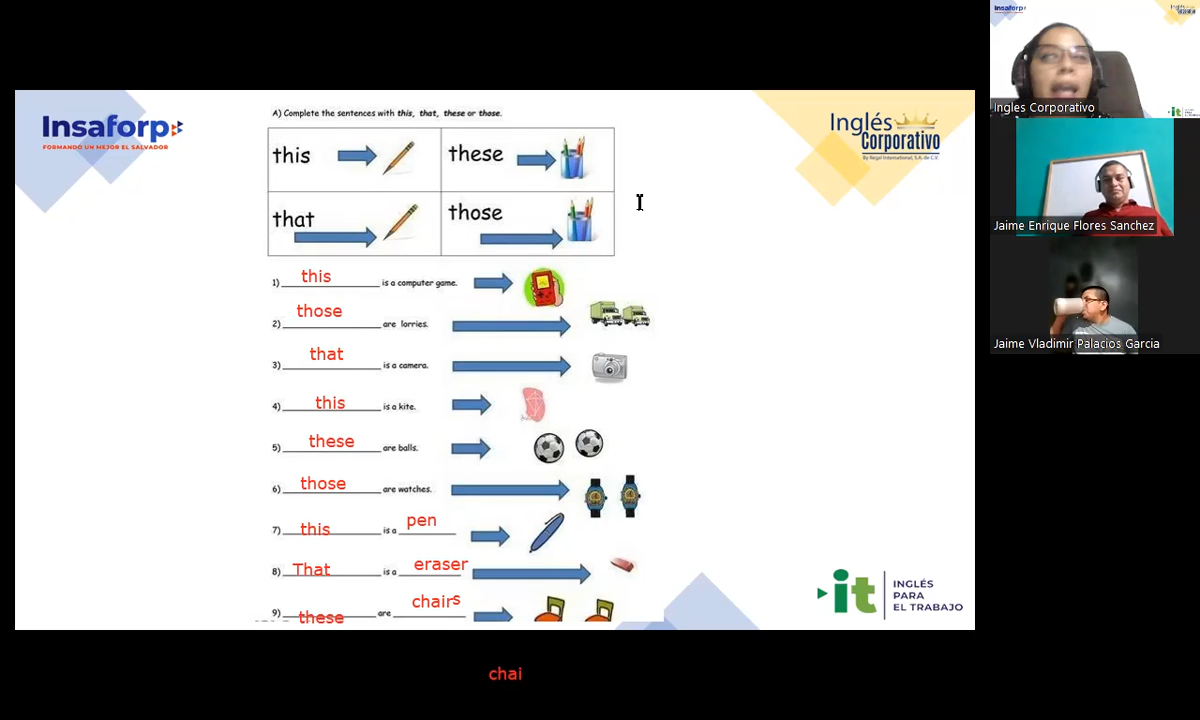 Insaforp
FORMANDO UN MEJOR EL SALVADOR
A) Complete the sentences with this, that, these or those.
Inglés
Corporativo
By Regal International, S.A. de C.V.
this
these
that
those
1) this is a computer game.
2) those are lorries.
3) that is a camera.
4) this is a kite.
5) these are balls.
6) those are watches.
7) this is a pen
8) That is a eraser
9) these are chairs
it
INGLÉS
PARA
EL TRABAJO
chai
Insaforp
Ingles Corporativo
it
Jaime Enrique Flores Sanchez
Jaime Vladimir Palacios Garcia